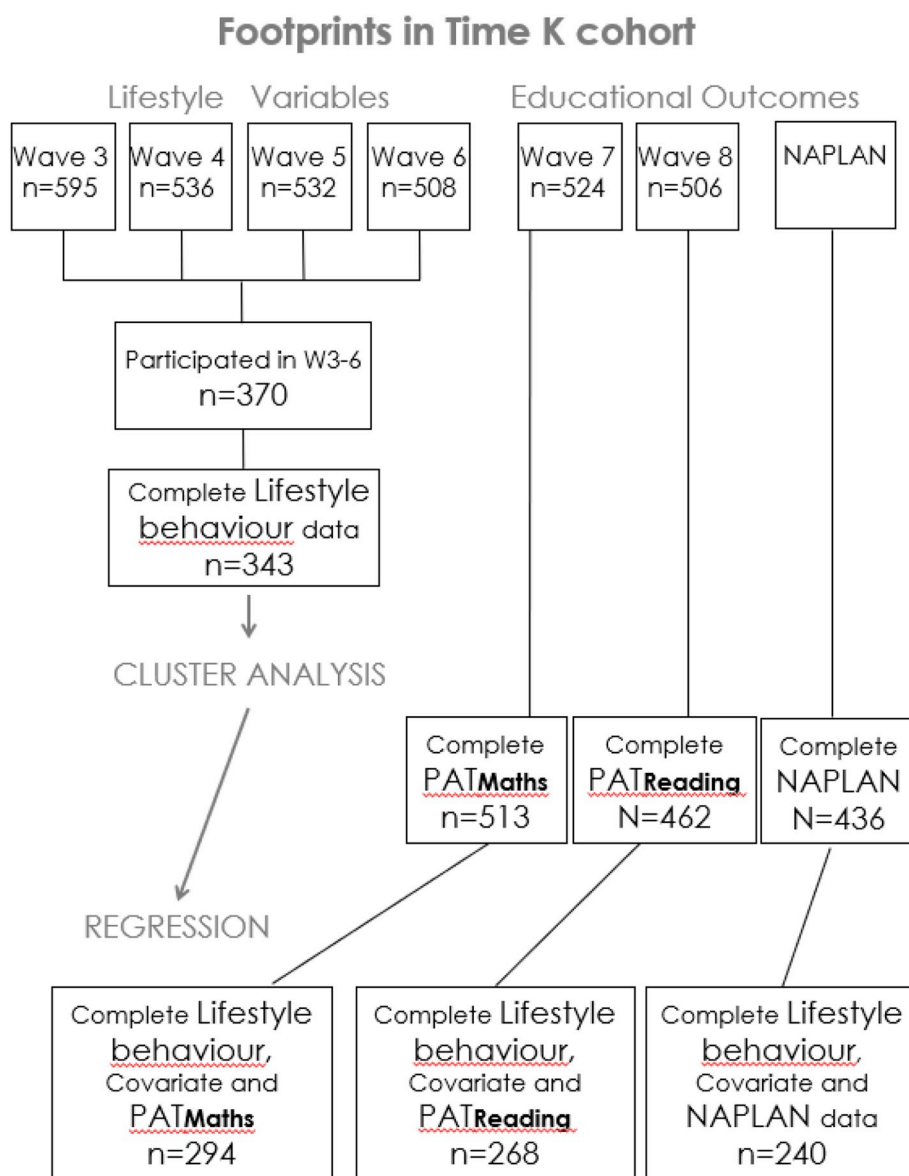 Footprints in Time K cohort
Lifestyle Variables
Educational Outcomes
Wave 3
n=595
Wave 4
n=536
Wave 5
n=532
Wave 6
n=508
Wave 7
n=524
Wave 8
n=506
NAPLAN
Participated in W3-6
n=370
Complete Lifestyle
behaviour data
n=343
CLUSTER ANALYSIS
Complete
PATMaths
n=513
Complete
PATReading
N=462
Complete
NAPLAN
N=436
REGRESSION
Complete Lifestyle
behaviour,
Covariate and
PATMaths
n=294
Complete Lifestyle
behaviour,
Covariate and
PATReading
n=268
Complete Lifestyle
behaviour,
Covariate and
NAPLAN data
n=240